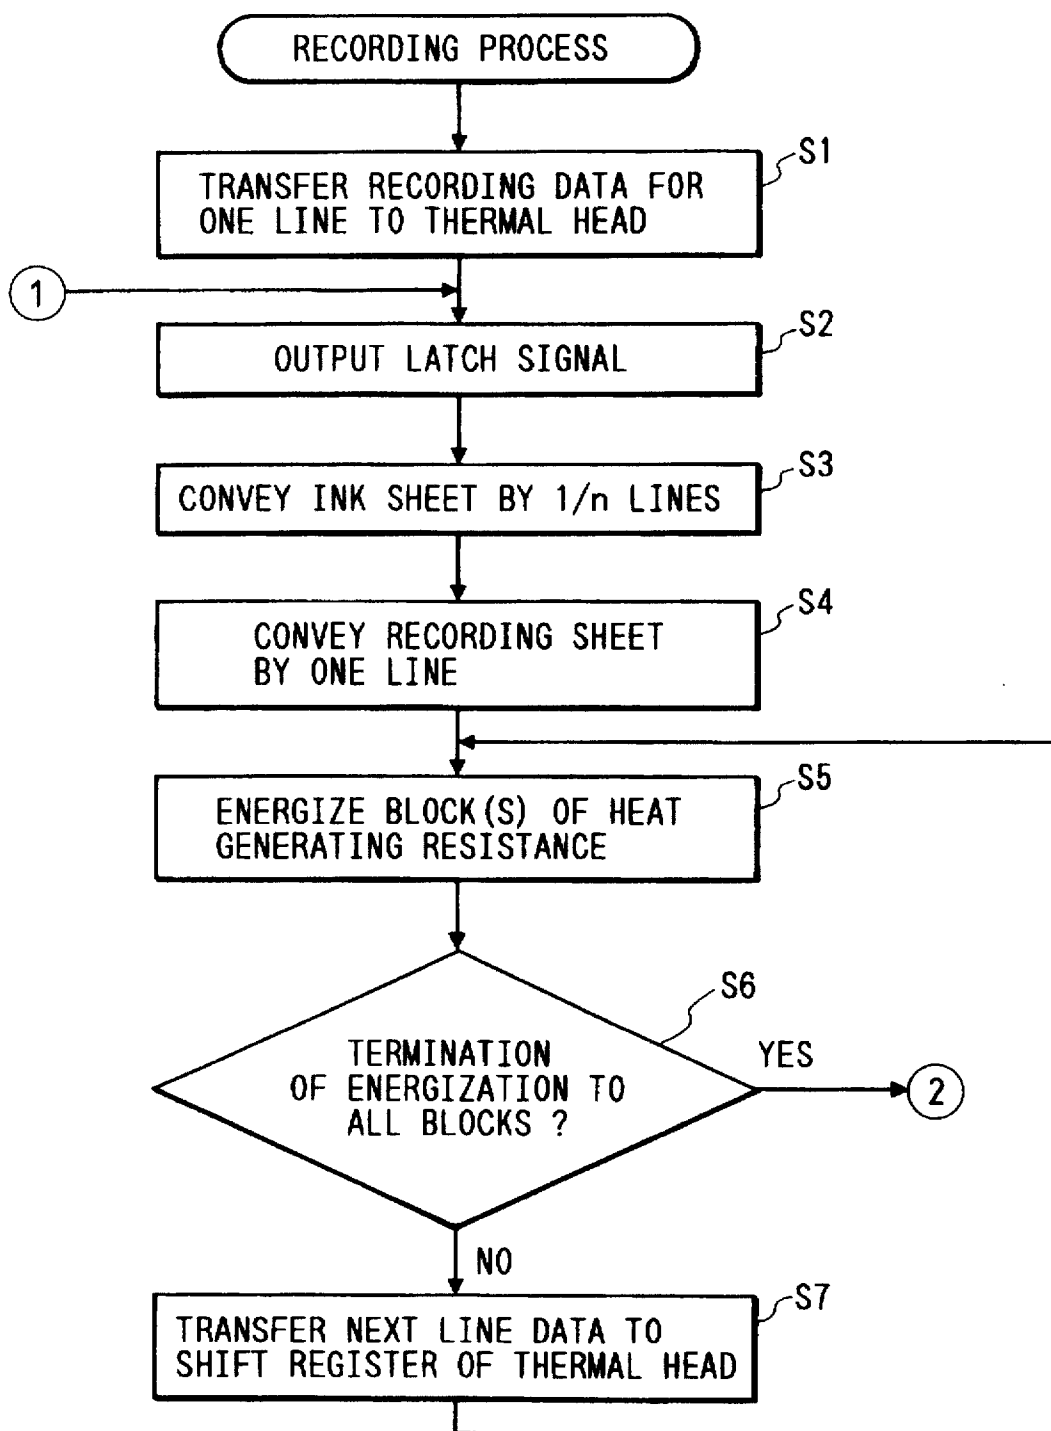 RECORDING PROCESS
S1
TRANSFER RECORDING DATA FOR
ONE LINE TO THERMAL HEAD
1
S2
OUTPUT LATCH SIGNAL
S3
CONVEY INK SHEET BY 1/n LINES
S4
CONVEY RECORDING SHEET
BY ONE LINE
S5
ENERGIZE BLOCK(S) OF HEAT
GENERATING RESISTANCE
S6
TERMINATION
OF ENERGIZATION TO
ALL BLOCKS ?
YES
2
NO
S7
TRANSFER NEXT LINE DATA TO
SHIFT REGISTER OF THERMAL HEAD